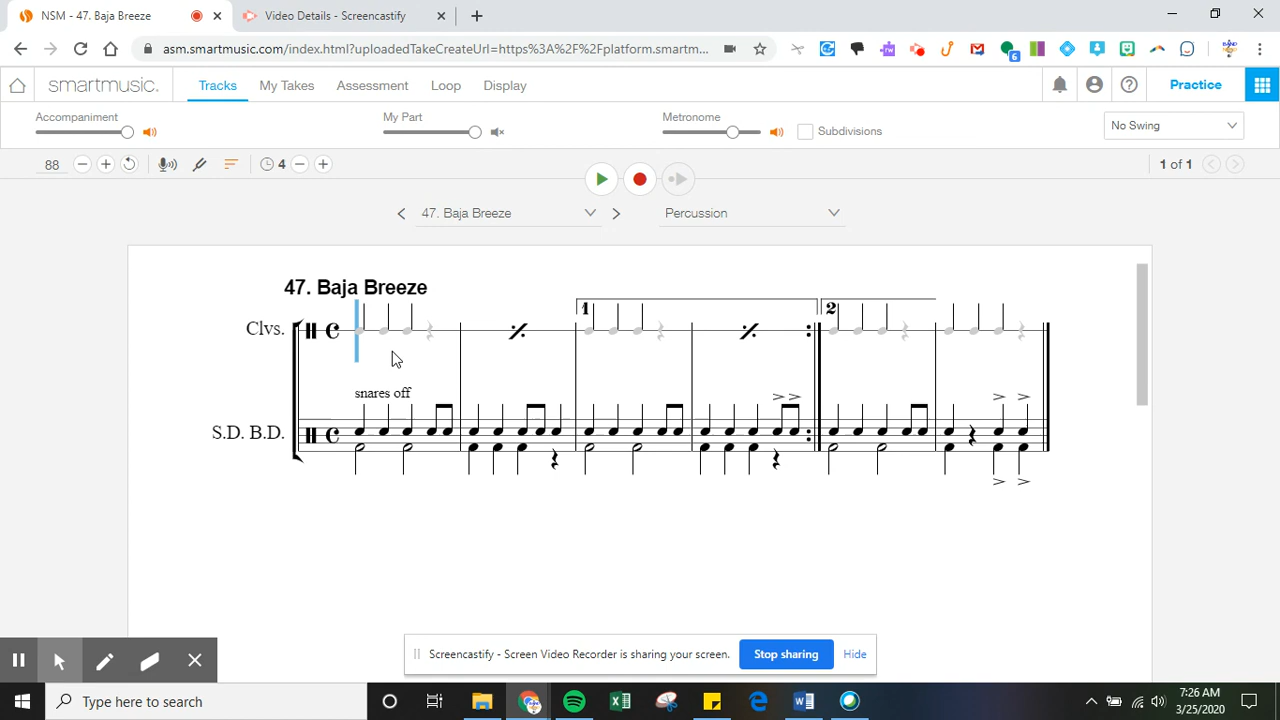 NSM - 47. Baja Breeze
Video Details - Screencastify
asm.smartmusic.com/index.html?uploadedTakeCreateUrl=https%3A%2F%2Fplatform.smartm...
6
BAND
smartmusic.
Tracks
My Takes
Assessment
Loop
Display
Practice
Accompaniment
My Part
Metronome
Subdivisions
No Swing
88
4
1 of 1
47. Baja Breeze
Percussion
47. Baja Breeze
1
2
Clvs.
snares off
S.D. B.D.
Screencastify - Screen Video Recorder is sharing your screen.
Stop sharing
Hide
Type here to search
7:26 AM
3/25/2020